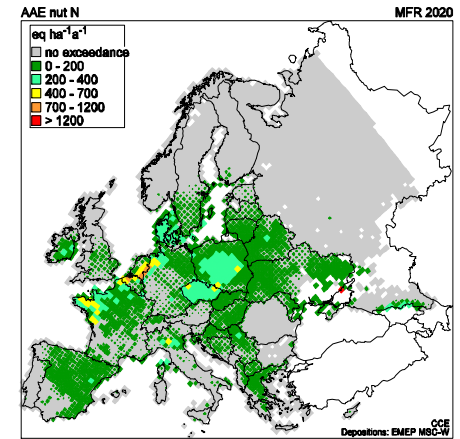 AAE nut N
MFR 2020
eq ha⁻¹a⁻¹
no exceedance
0 - 200
200 - 400
400 - 700
700 - 1200
> 1200
CCE
Depositions: EMEP MSC-W